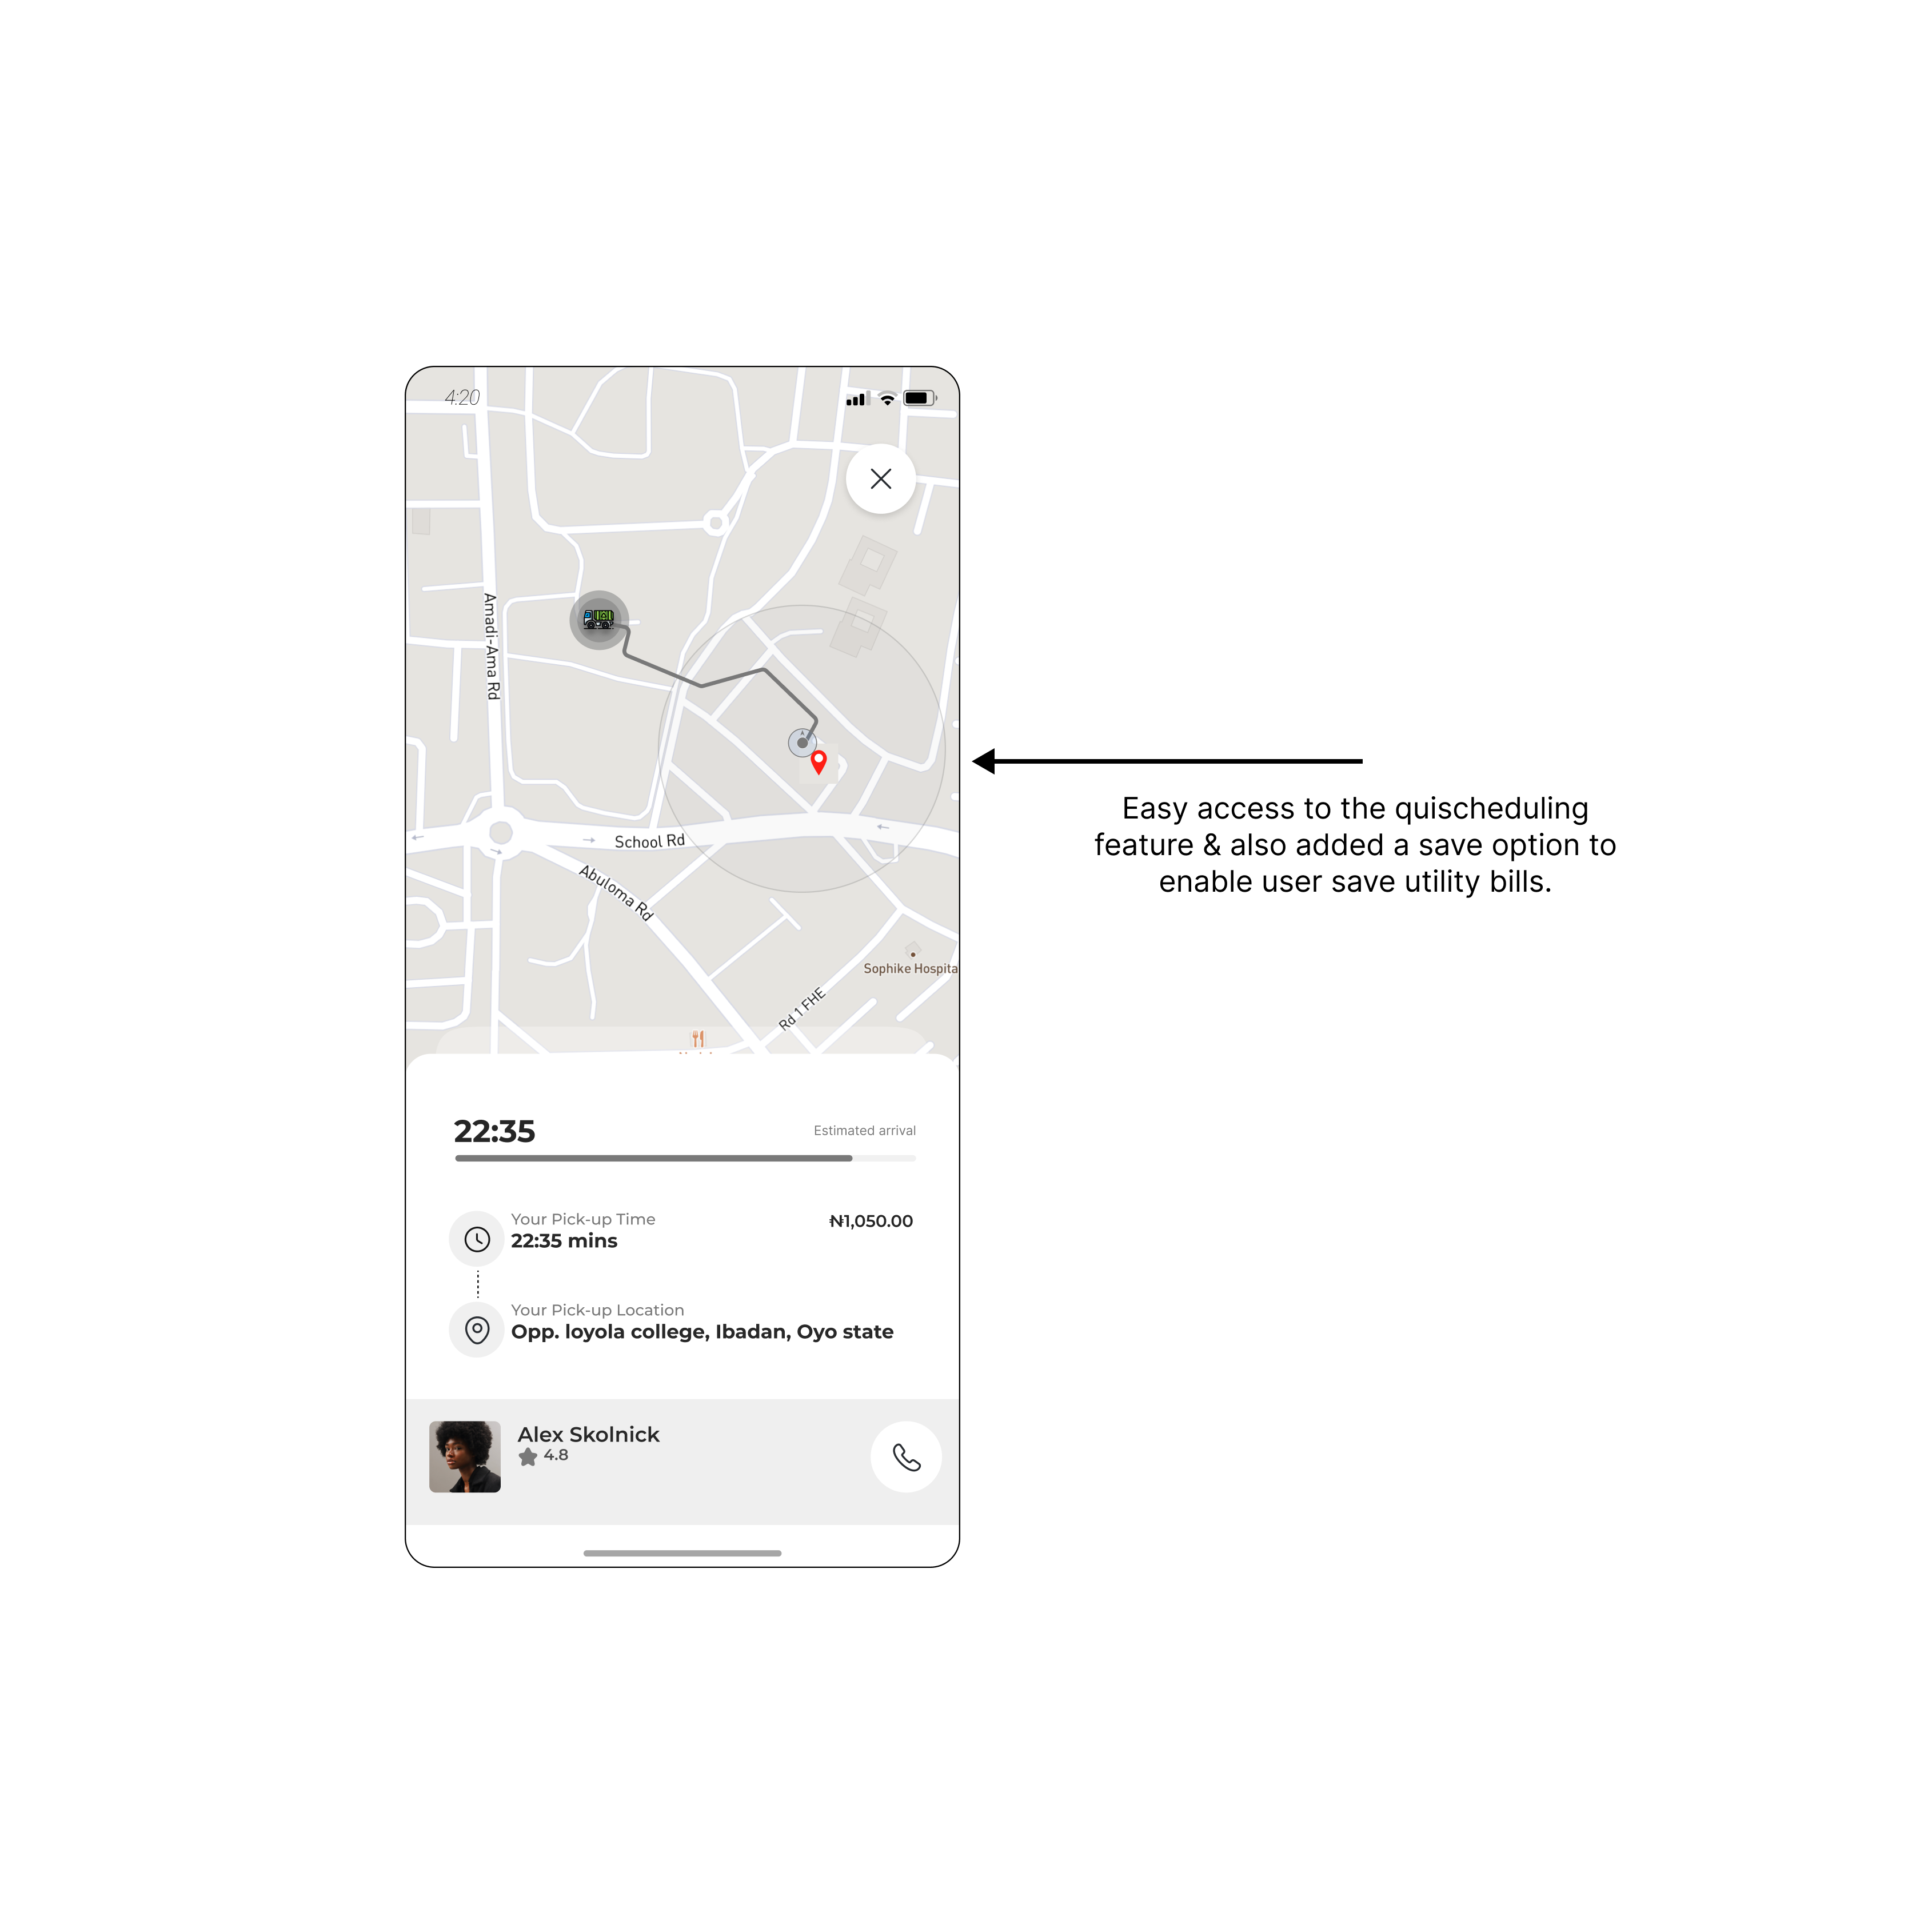 4:20
Amadi-Ama Rd
School Rd
Abuloma Rd
Sophike Hospita
Rd 1 FHE
22:35
Estimated arrival
Your Pick-up Time
₦1,050.00
22:35 mins
Your Pick-up Location
Opp. loyola college, Ibadan, Oyo state
Alex Skolnick
4.8
Easy access to the quischeduling
feature & also added a save option to
enable user save utility bills.